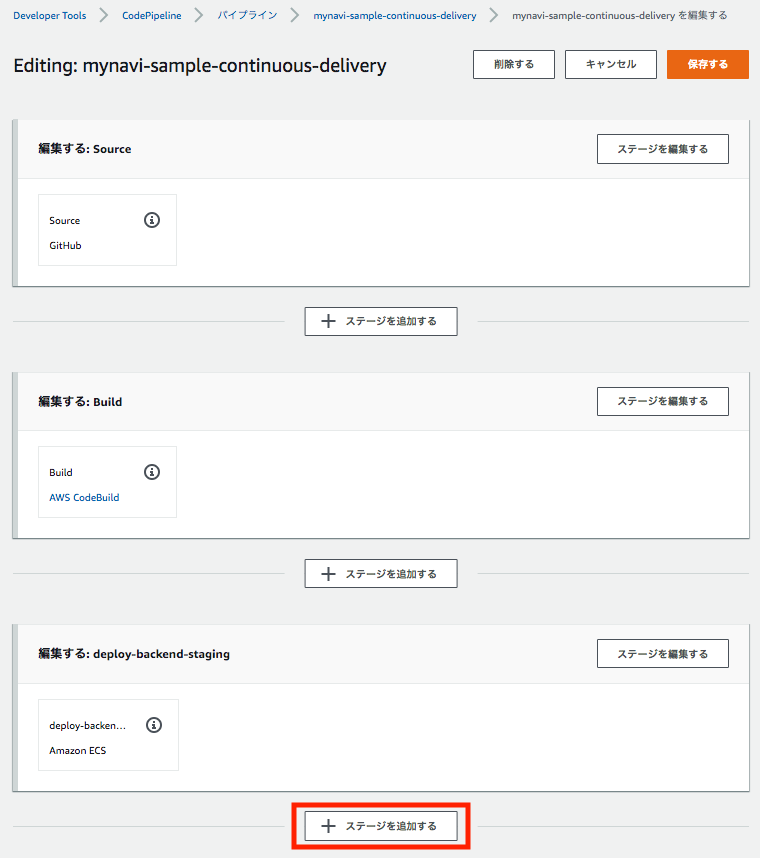 Developer Tools > CodePipeline > パイプライン > mynavi-sample-continuous-delivery > mynavi-sample-continuous-delivery を編集する
Editing: mynavi-sample-continuous-delivery
削除する
キャンセル
保存する
編集する: Source
ステージを編集する
Source
GitHub
ステージを追加する
編集する: Build
ステージを編集する
Build
AWS CodeBuild
ステージを追加する
編集する: deploy-backend-staging
ステージを編集する
deploy-backen...
Amazon ECS
ステージを追加する